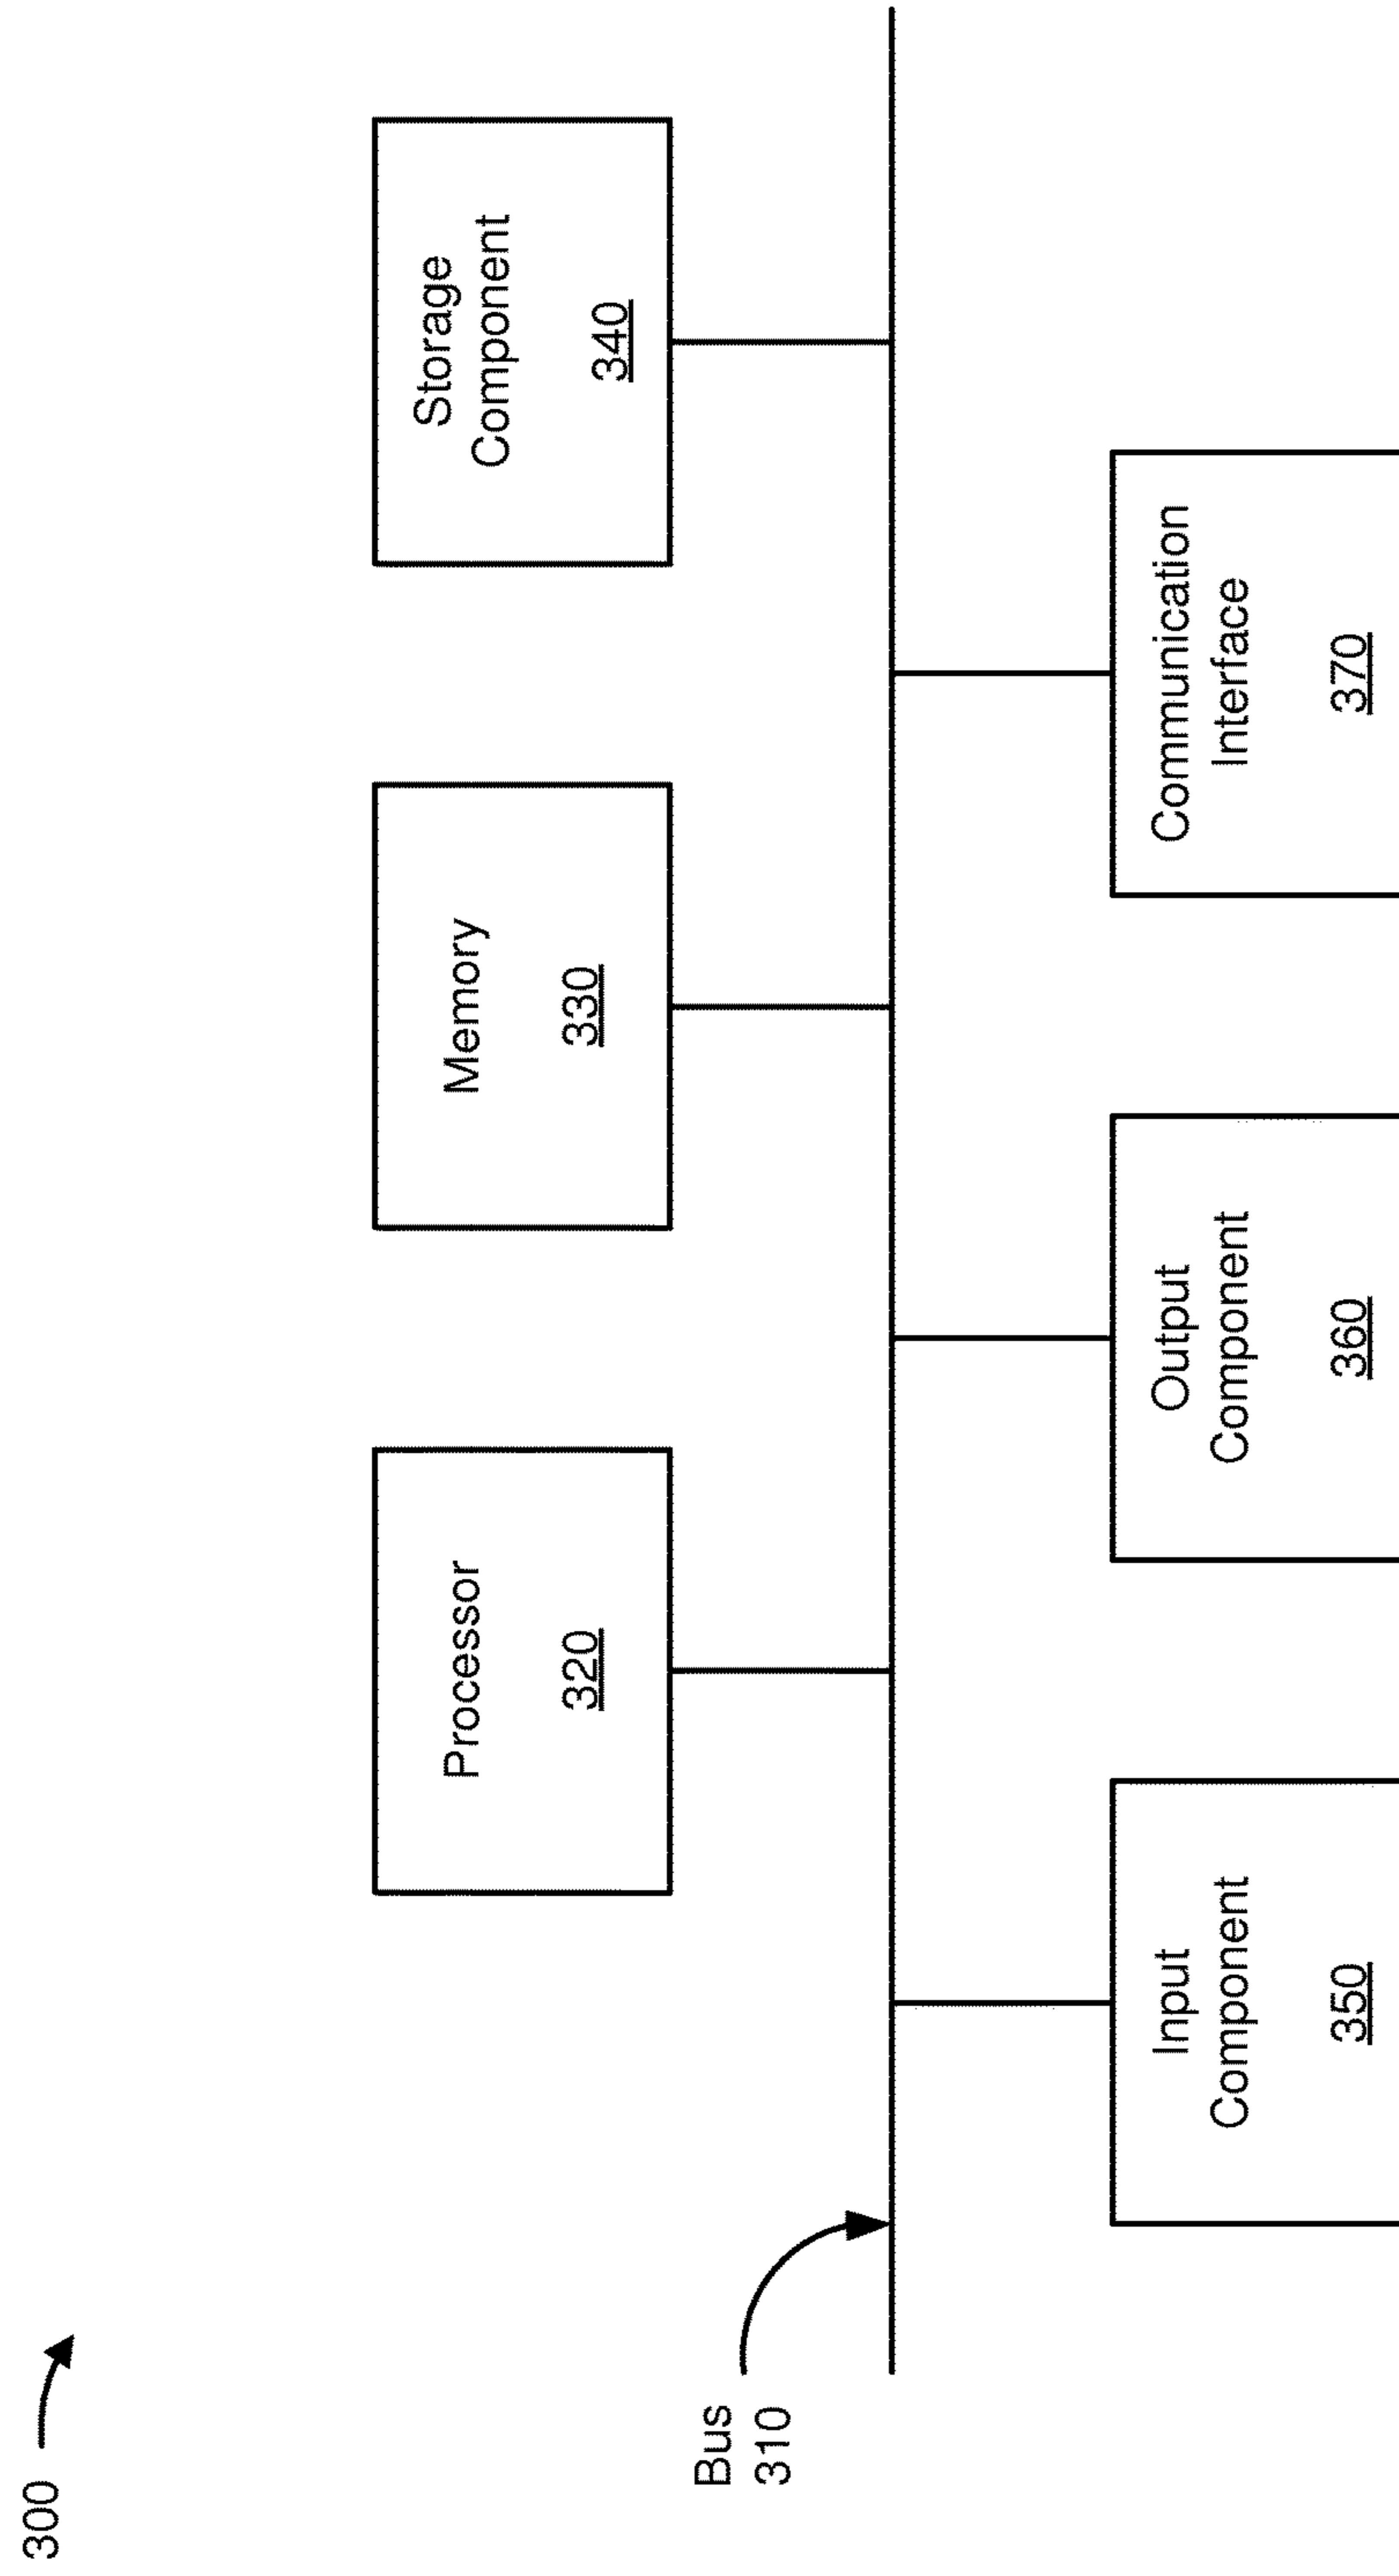 300
Processor
320
Memory
330
Storage
Component
340
Bus
310
Input
Component
350
Output
Component
360
Communication
Interface
370